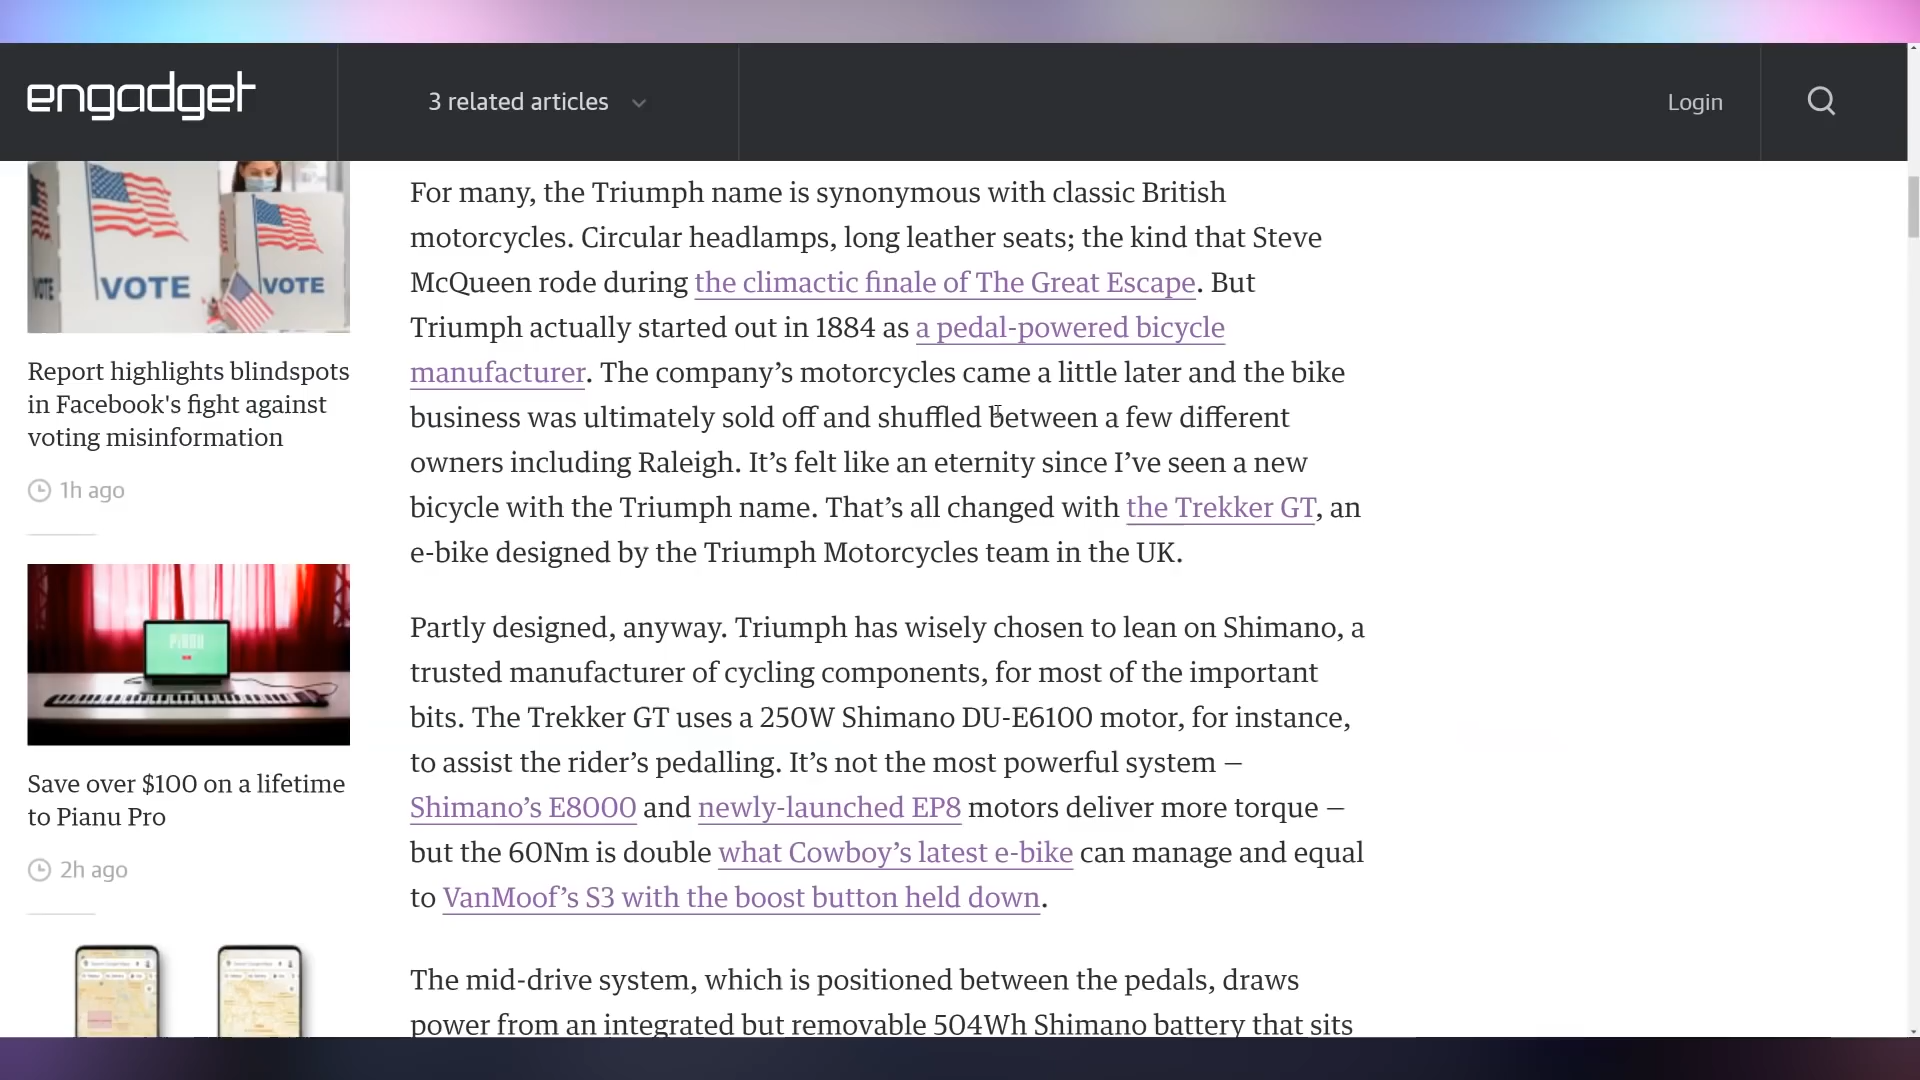 engadget
3 related articles
Login
VOTE
VOTE
VOTE
Report highlights blindspots
in Facebook's fight against
voting misinformation
1h ago
PiANU
Save over $100 on a lifetime
to Pianu Pro
2h ago
For many, the Triumph name is synonymous with classic British
motorcycles. Circular headlamps, long leather seats; the kind that Steve
McQueen rode during the climactic finale of The Great Escape. But
Triumph actually started out in 1884 as a pedal-powered bicycle
manufacturer. The company’s motorcycles came a little later and the bike
business was ultimately sold off and shuffled between a few different
owners including Raleigh. It’s felt like an eternity since I’ve seen a new
bicycle with the Triumph name. That’s all changed with the Trekker GT, an
e-bike designed by the Triumph Motorcycles team in the UK.
Partly designed, anyway. Triumph has wisely chosen to lean on Shimano, a
trusted manufacturer of cycling components, for most of the important
bits. The Trekker GT uses a 250W Shimano DU-E6100 motor, for instance,
to assist the rider’s pedalling. It’s not the most powerful system —
Shimano’s E8000 and newly-launched EP8 motors deliver more torque —
but the 60Nm is double what Cowboy’s latest e-bike can manage and equal
to VanMoof’s S3 with the boost button held down.
The mid-drive system, which is positioned between the pedals, draws
power from an integrated but removable 504Wh Shimano battery that sits